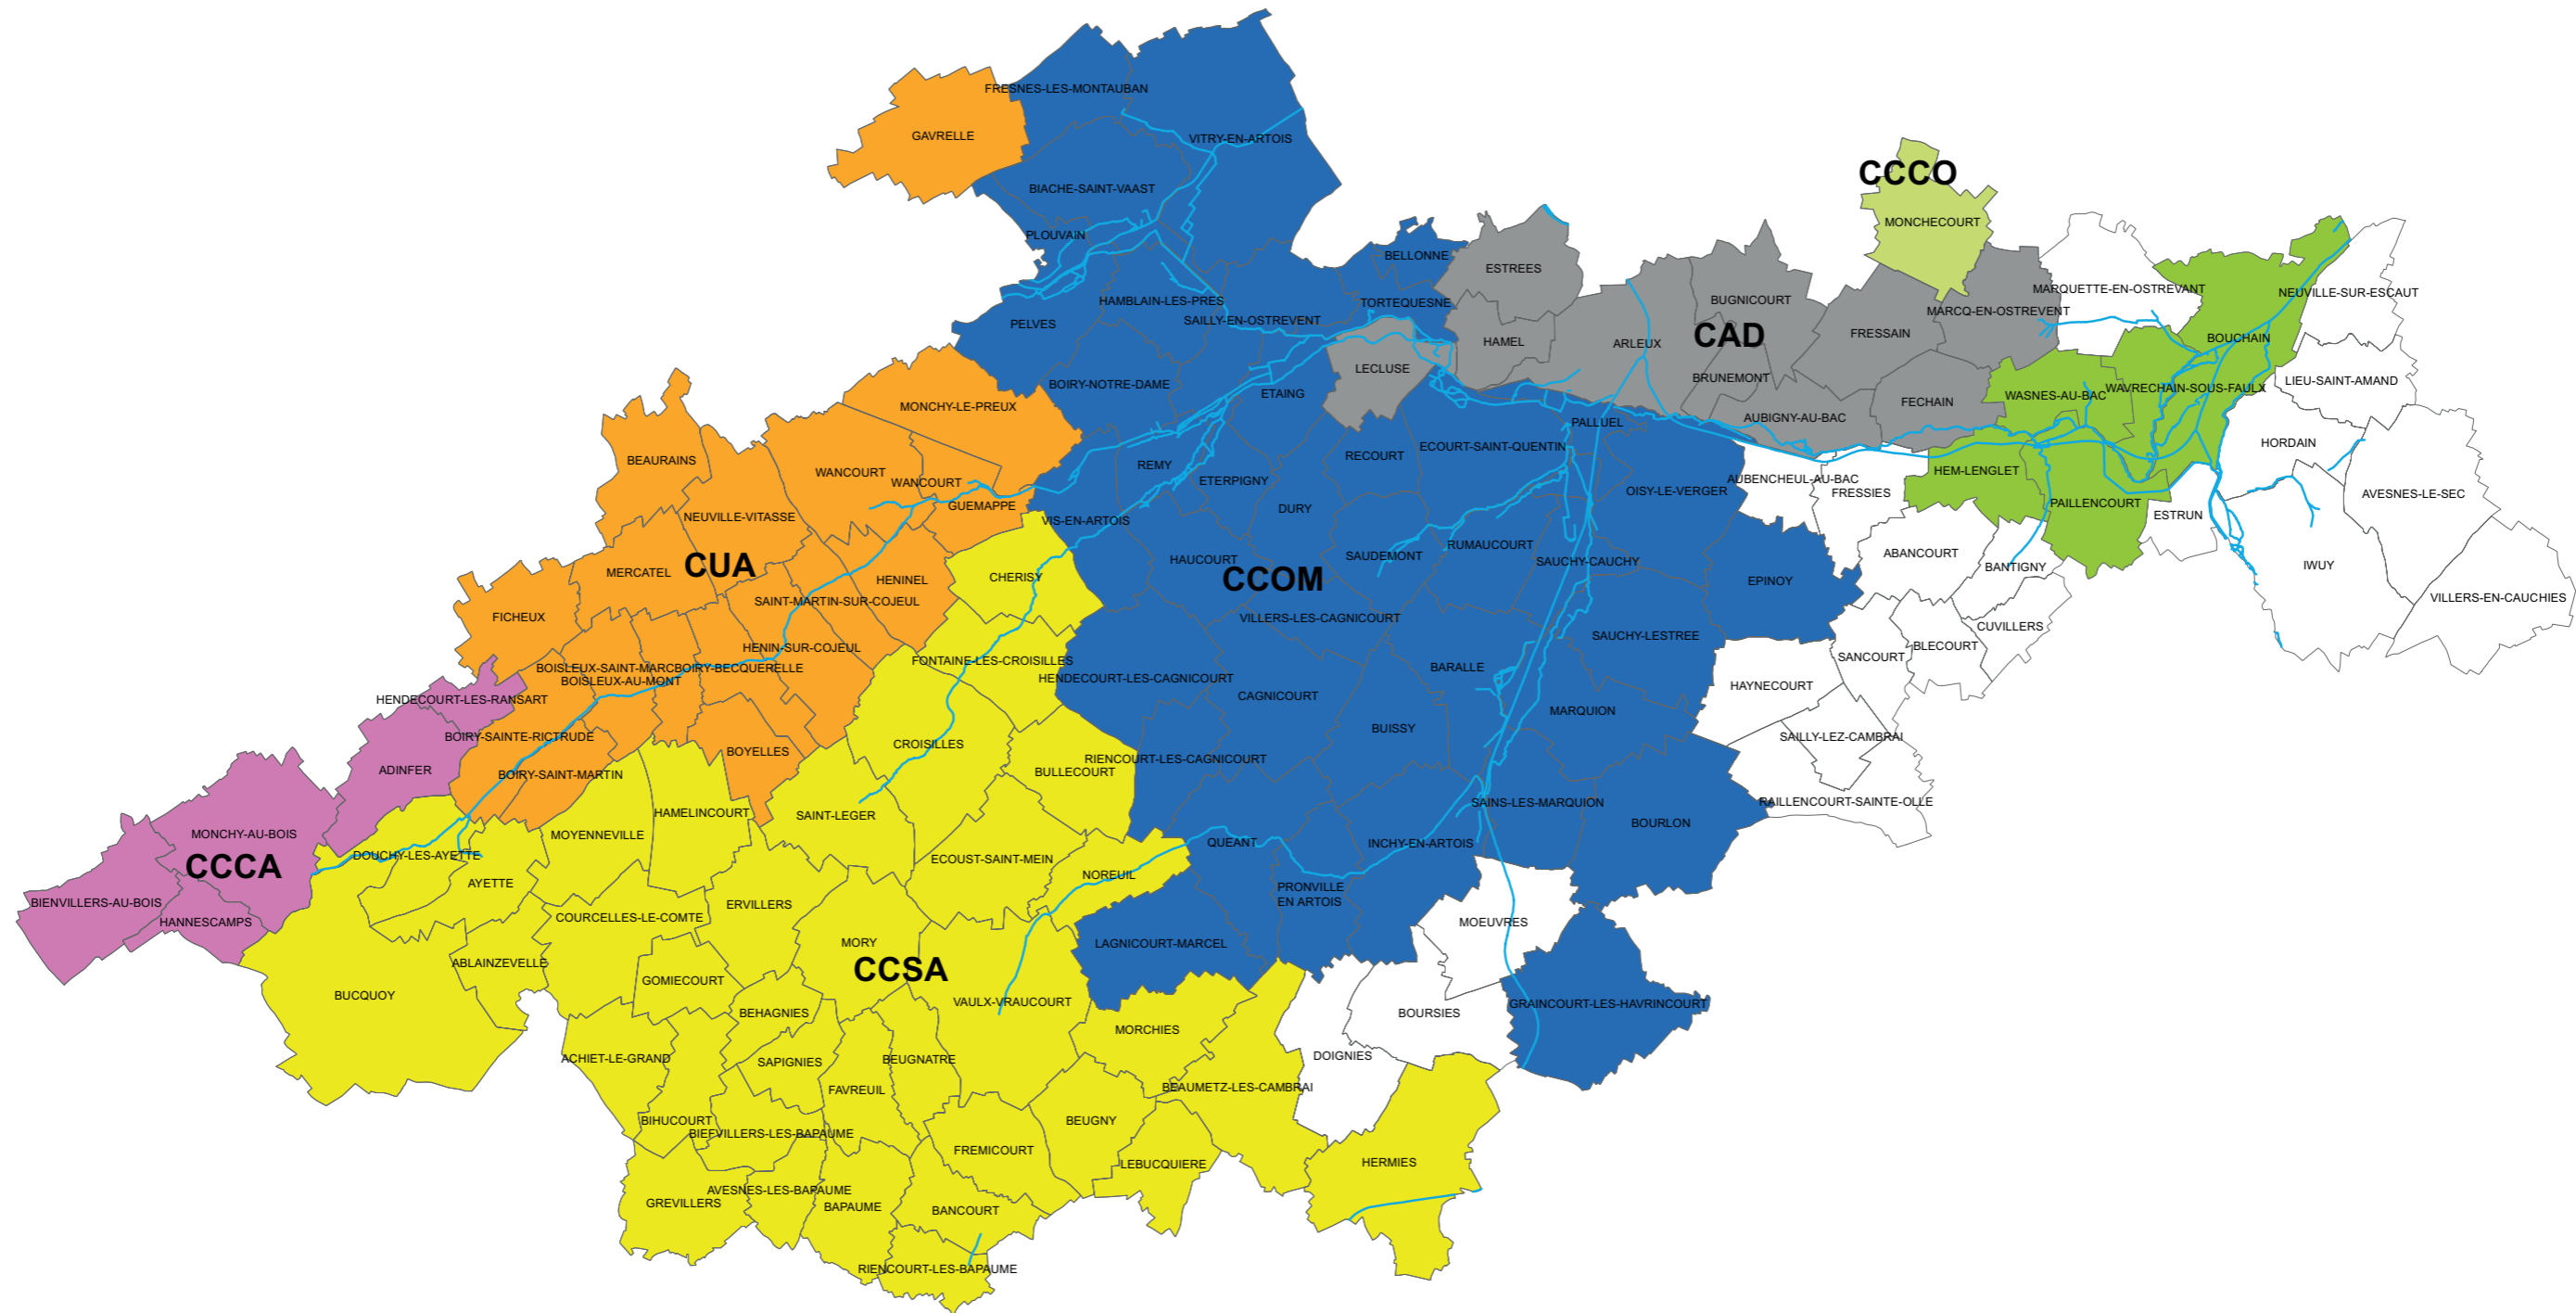 FRESNES-LES-MONTAUBAN
GAVRELLE
VITRY-EN-ARTOIS
BIACHE-SAINT-VAAST
PLOUVAIN
CCCO
MONCHECOURT
BELLONNE
ESTREES
HAMBLAIN-LES-PRES
TORTEQUESNE
SAILLY-EN-OSTREVENT
PELVES
BUGNICOURT
MARQUETTE-EN-OSTREVANT
NEUVILLE-SUR-ESCAUT
MARCQ-EN-OSTREVENT
CAD
FRESSAIN
BOUCHAIN
HAMEL
ARLEUX
LECLUSE
BRUNEMONT
BOIRY-NOTRE-DAME
ETAING
WASNES-AU-BAC
WAVRECHAIN-SOUS-FAULX
LIEU-SAINT-AMAND
MONCHY-LE-PREUX
FECHAIN
AUBIGNY-AU-BAC
PALLUEL
HORDAIN
BEAURAINS
WANCOURT
WANCOURT
REMY
ETERPIGNY
RECOURT
ECOURT-SAINT-QUENTIN
OISY-LE-VERGER
AUBENCHEUL-AU-BAC
FRESSIES
HEM-LENGLET
PAILLENCOURT
ESTRUN
AVESNES-LE-SEC
NEUVILLE-VITASSE
GUEMAPPE
VIS-EN-ARTOIS
DURY
CUA
MERCATEL
HENINEL
CHERISY
HAUCOURT
CCOM
SAUDEMONT
RUMAUCOURT
SAUCHY-CAUCHY
EPINOY
ABANCOURT
BANTIGNY
IWUY
VILLERS-EN-CAUCHIES
FICHEUX
SAINT-MARTIN-SUR-COJEUL
VILLERS-LES-CAGNICOURT
SAUCHY-LESTREE
CUVILLERS
BLECOURT
SANCOURT
HENIN-SUR-COJEUL
BOISLEUX-SAINT-MARC
BOIRY-BECQUERELLE
BOISLEUX-AU-MONT
FONTAINE-LES-CROISILLES
HENDECOURT-LES-CAGNICOURT
CAGNICOURT
BARALLE
HAYNECOURT
HENDECOURT-LES-RANSART
MARQUION
BUISSY
BOIRY-SAINTE-RICTRUDE
BOYELLES
CROISILLES
SAILLY-LEZ-CAMBRAI
ADINFER
BOIRY-SAINT-MARTIN
BULLECOURT
RIENCOURT-LES-CAGNICOURT
SAINS-LES-MARQUION
RAILLENCOURT-SAINTE-OLLE
HAMELINCOURT
SAINT-LEGER
BOURLON
MONCHY-AU-BOIS
MOYENNEVILLE
CCCA
DOUCHY-LES-AYETTE
AYETTE
ECOUST-SAINT-MEIN
NOREUIL
QUEANT
INCHY-EN-ARTOIS
BIENVILLERS-AU-BOIS
HANNESCAMPS
ERVILLERS
COURCELLES-LE-COMTE
PRONVILLE
EN ARTOIS
MOEUVRES
MORY
CCSA
LAGNICOURT-MARCEL
ABLAINZEVELLE
GOMIECOURT
BUCQUOY
VAULX-VRAUCOURT
BEHAGNIES
MORCHIES
BOURSIES
GRAINCOURT-LES-HAVRINCOURT
ACHIET-LE-GRAND
SAPIGNIES
BEUGNATRE
DOIGNIES
FAVREUIL
BEAUMETZ-LES-CAMBRAI
BIHUCOURT
BIEFVILLERS-LES-BAPAUME
BEUGNY
FREMICOURT
LEBUCQUIERE
HERMIES
GREVILLERS
AVESNES-LES-BAPAUME
BAPAUME
BANCOURT
RIENCOURT-LES-BAPAUME